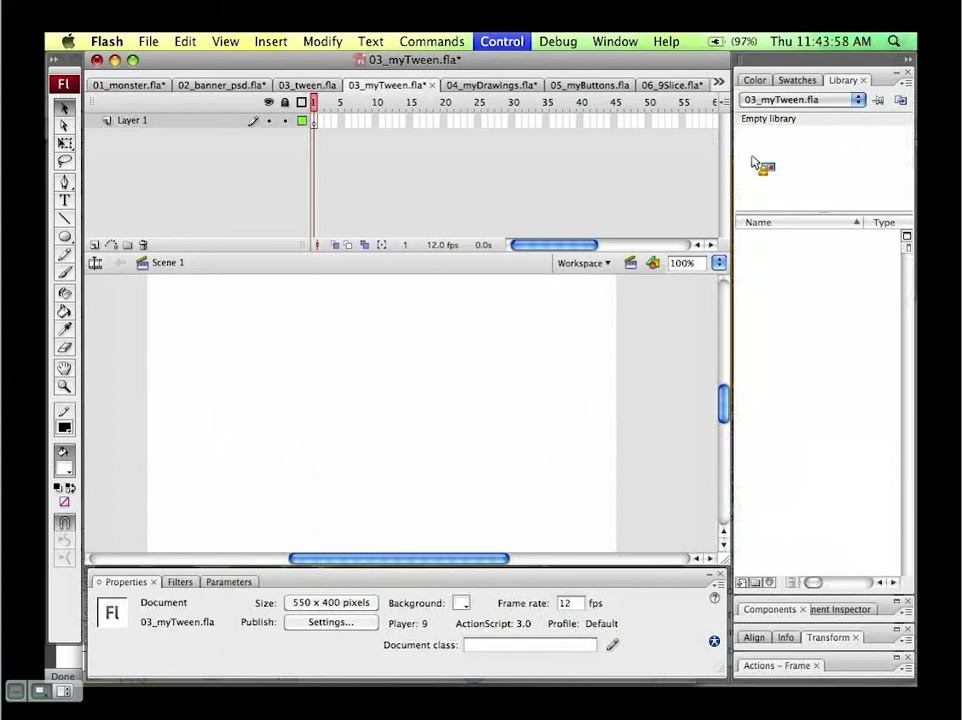 Flash File Edit View Insert Modify Text Commands Control Debug Window Help (97%) Thu 11:43:58 AM
03_myTween.fla*
Fl
01_monster.fla* 02_banner_psd.fla* 03_tween.fla 03_myTween.fla* 04_myDrawings.fla* 05_myButtons.fla 06_9Slice.fla*
1 5 10 15 20 25 30 35 40 45 50 55
Layer 1
1 12.0 fps 0.0s
Scene 1 Workspace 100%
Color Swatches Library
03_myTween.fla
Empty library
Name Type
Properties Filters Parameters
Fl
Document Size: 550 x 400 pixels Background: Frame rate: 12 fps
03_myTween.fla Publish: Settings... Player: 9 ActionScript: 3.0 Profile: Default
Document class:
Components nent Inspector
Align Info Transform
Actions - Frame
Done